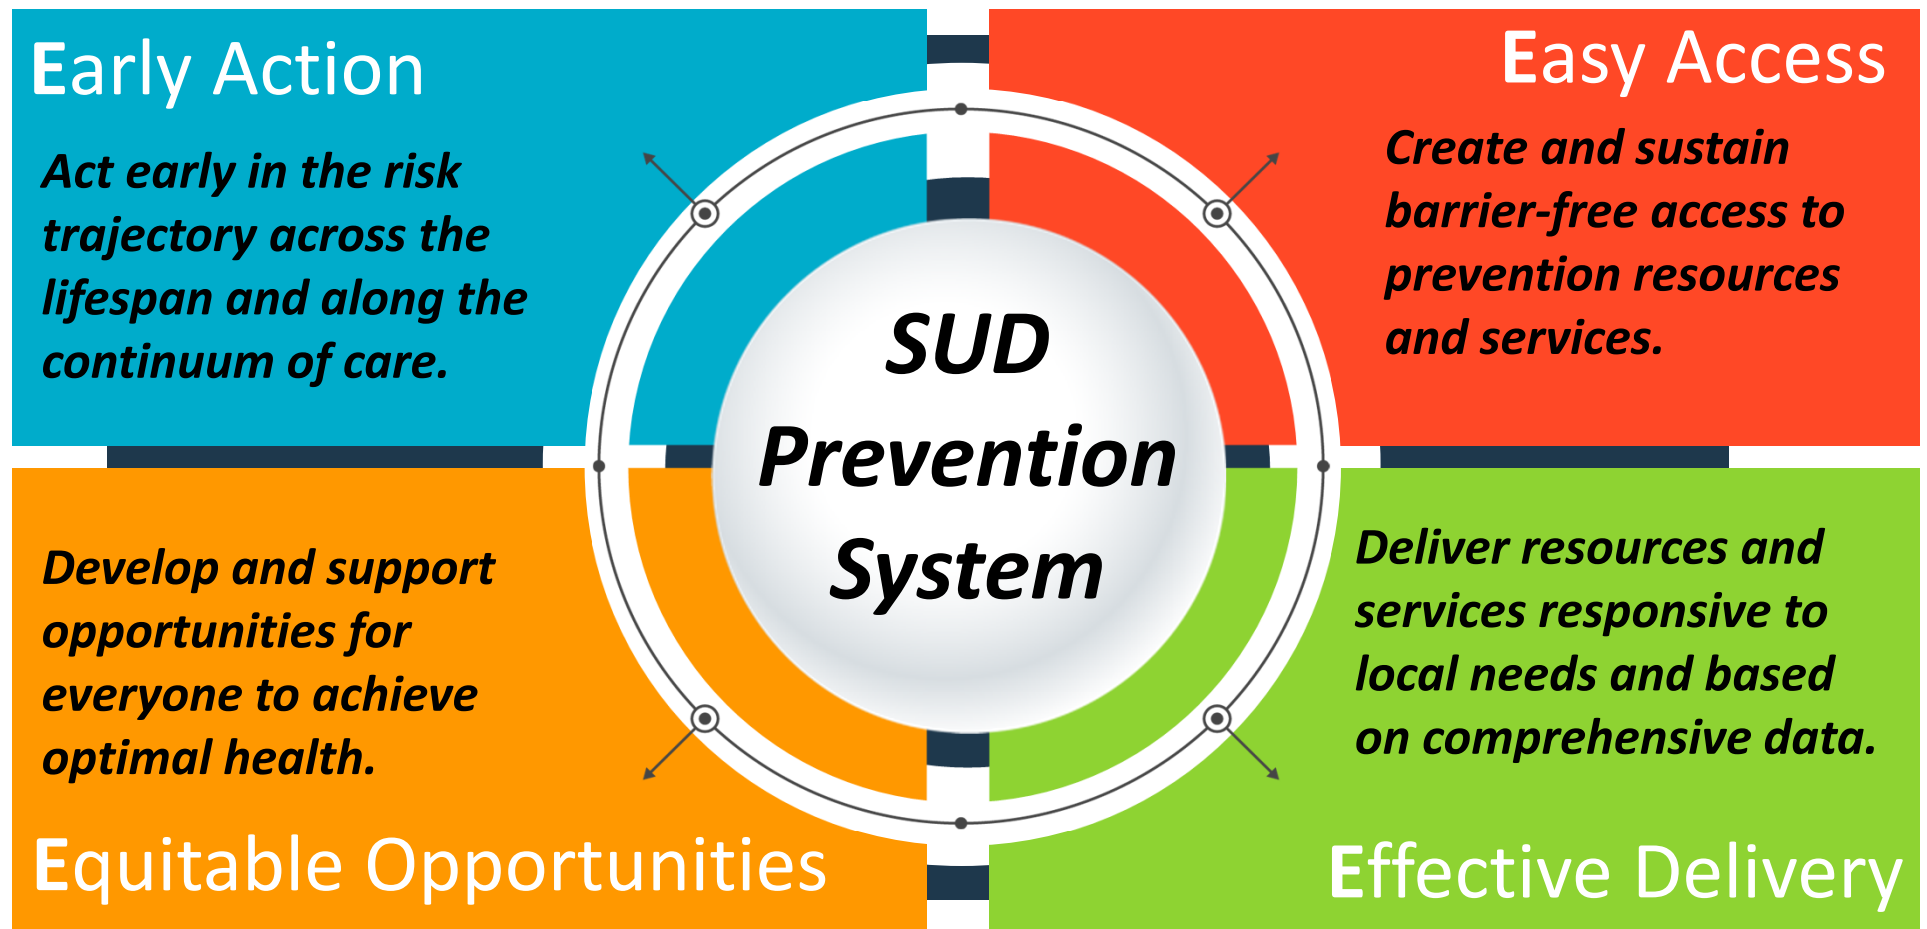 Early Action
Act early in the risk
trajectory across the
lifespan and along the
continuum of care.
Easy Access
Create and sustain
barrier-free access to
prevention resources
and services.
SUD
Prevention
System
Develop and support
opportunities for
everyone to achieve
optimal health.
Equitable Opportunities
Deliver resources and
services responsive to
local needs and based
on comprehensive data.
Effective Delivery